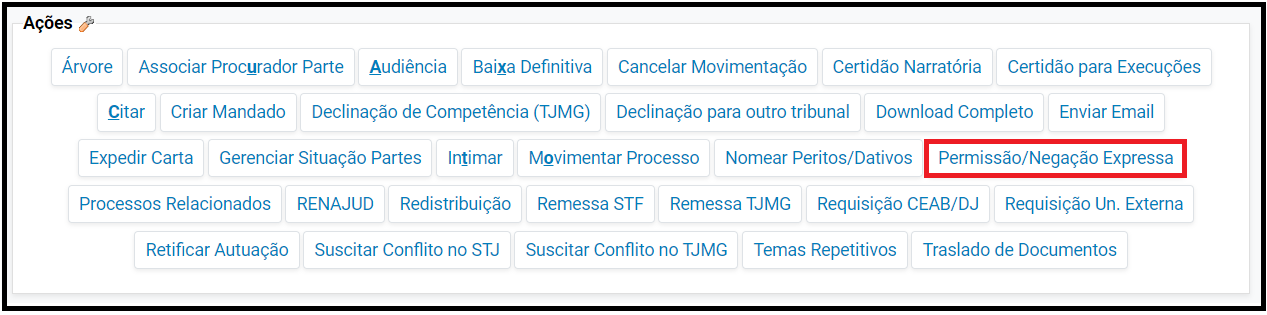 Ações
Árvore Associar Procurador Parte Audiência Baixa Definitiva Cancelar Movimentação Certidão Narratória Certidão para Execuções
Citar Criar Mandado Declinação de Competência (TJMG) Declinação para outro tribunal Download Completo Enviar Email
Expedir Carta Gerenciar Situação Partes Intimar Movimentar Processo Nomear Peritos/Dativos Permissão/Negação Expressa
Processos Relacionados RENAJUD Redistribuição Remessa STF Remessa TJMG Requisição CEAB/DJ Requisição Un. Externa
Retificar Autuação Suscitar Conflito no STJ Suscitar Conflito no TJMG Temas Repetitivos Traslado de Documentos